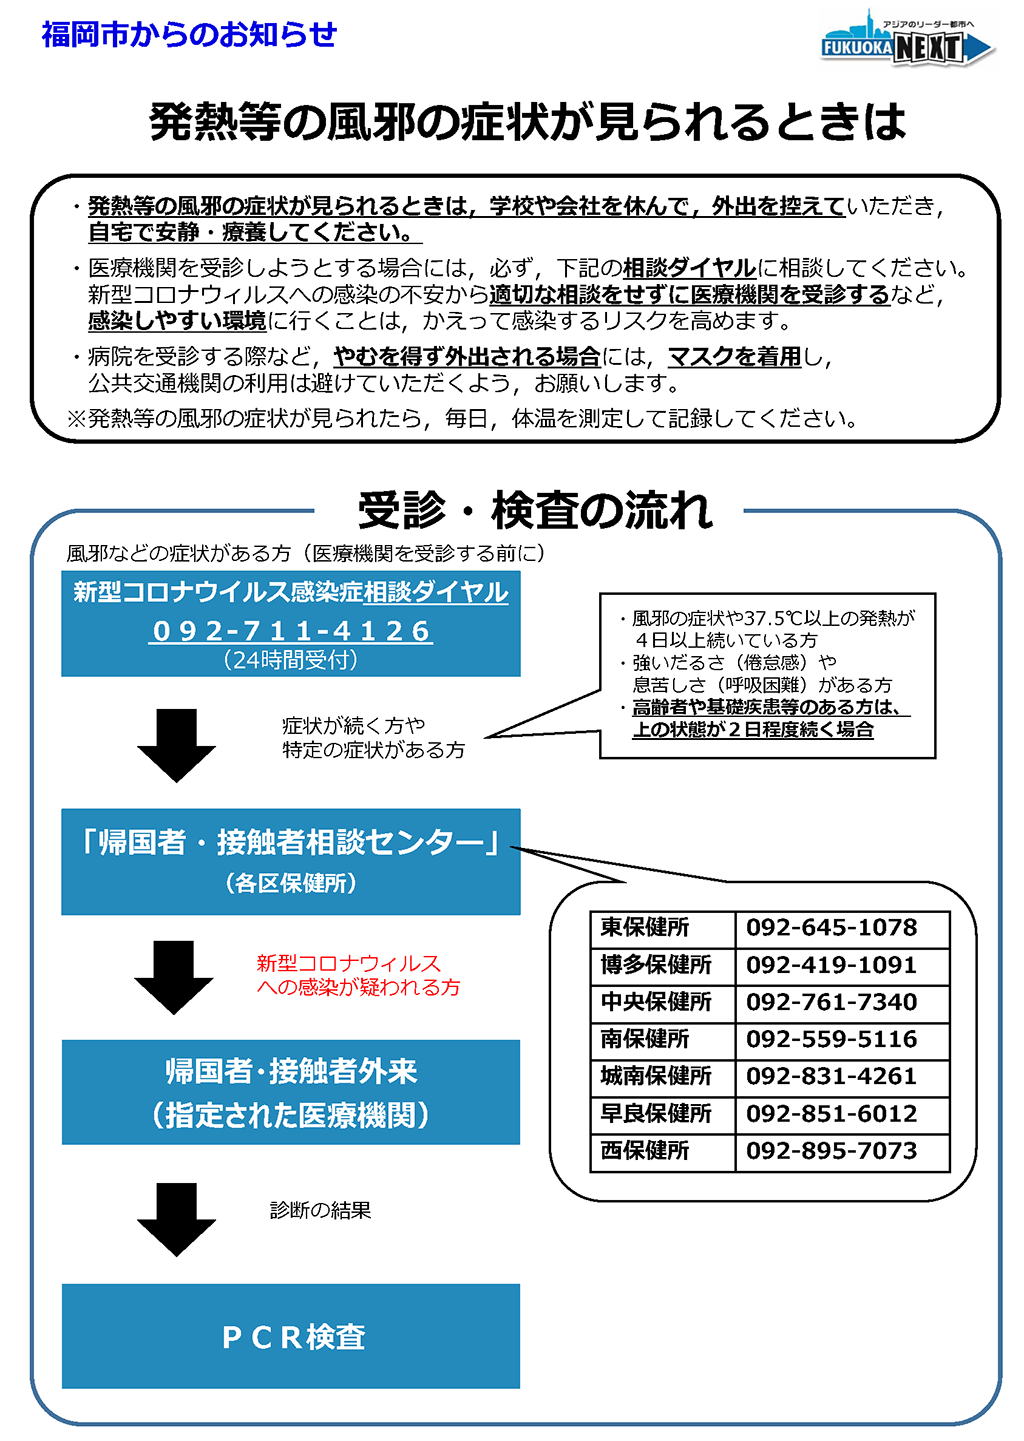 福岡市からのお知らせ
アジアのリーダー都市へ
FUKUOKA NEXT
発熱等の風邪の症状が見られるときは
・発熱等の風邪の症状が見られるときは，学校や会社を休んで，外出を控えていただき，
自宅で安静・療養してください。
・医療機関を受診しようとする場合には，必ず，下記の相談ダイヤルに相談してください。
新型コロナウィルスへの感染の不安から適切な相談をせずに医療機関を受診するなど，
感染しやすい環境に行くことは，かえって感染するリスクを高めます。
・病院を受診する際など，やむを得ず外出される場合には，マスクを着用し，
公共交通機関の利用は避けていただくよう，お願いします。
※発熱等の風邪の症状が見られたら，毎日，体温を測定して記録してください。
受診・検査の流れ
風邪などの症状がある方（医療機関を受診する前に）
新型コロナウイルス感染症相談ダイヤル
０９２-７１１-４１２６
（24時間受付）
症状が続く方や
特定の症状がある方
・風邪の症状や37.5℃以上の発熱が
４日以上続いている方
・強いだるさ（倦怠感）や
息苦しさ（呼吸困難）がある方
・高齢者や基礎疾患等のある方は、
上の状態が２日程度続く場合
「帰国者・接触者相談センター」
（各区保健所）
東保健所 092-645-1078
博多保健所 092-419-1091
中央保健所 092-761-7340
南保健所 092-559-5116
城南保健所 092-831-4261
早良保健所 092-851-6012
西保健所 092-895-7073
新型コロナウィルス
への感染が疑われる方
帰国者・接触者外来
（指定された医療機関）
診断の結果
ＰＣＲ検査